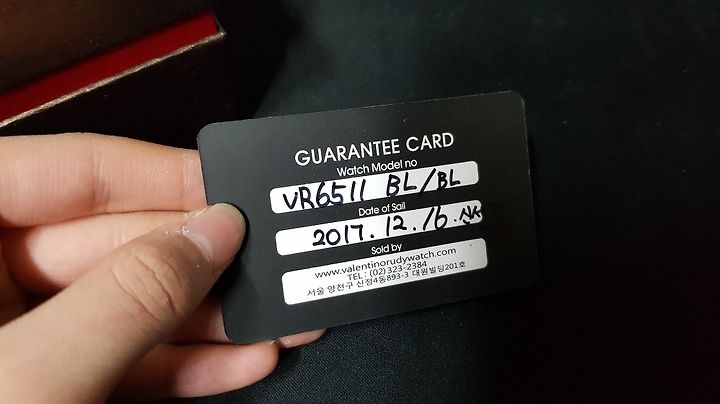 GUARANTEE CARD
Watch Model no
VR6511 BL/BL
Date of Sail
2017. 12. 16.
Sold by
www.valentinorudywatch.com
TEL : (02) 323-2384
서울 양천구 신정4동893-3 대원빌딩201호